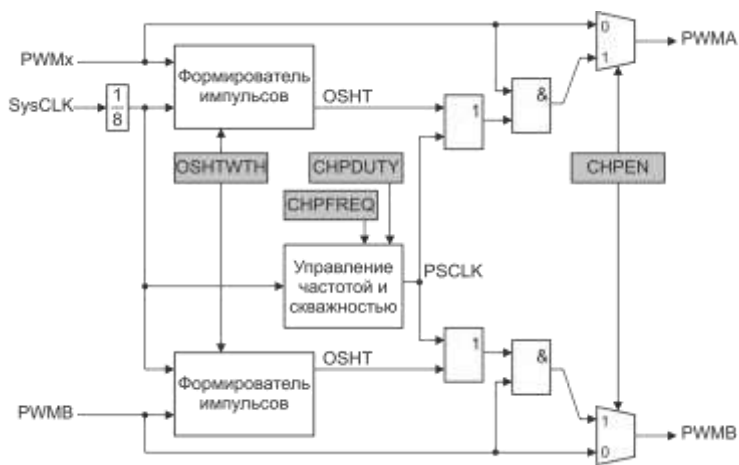 PWMx
SysCLK
1
8
Формирователь
импульсов
OSHT
1
&
0
1
PWMA
OSHTWTH
CHPDUTY
CHPFREQ
CHPEN
Управление
частотой и
скважностью
PSCLK
Формирователь
импульсов
OSHT
1
&
1
0
PWMB
PWMB